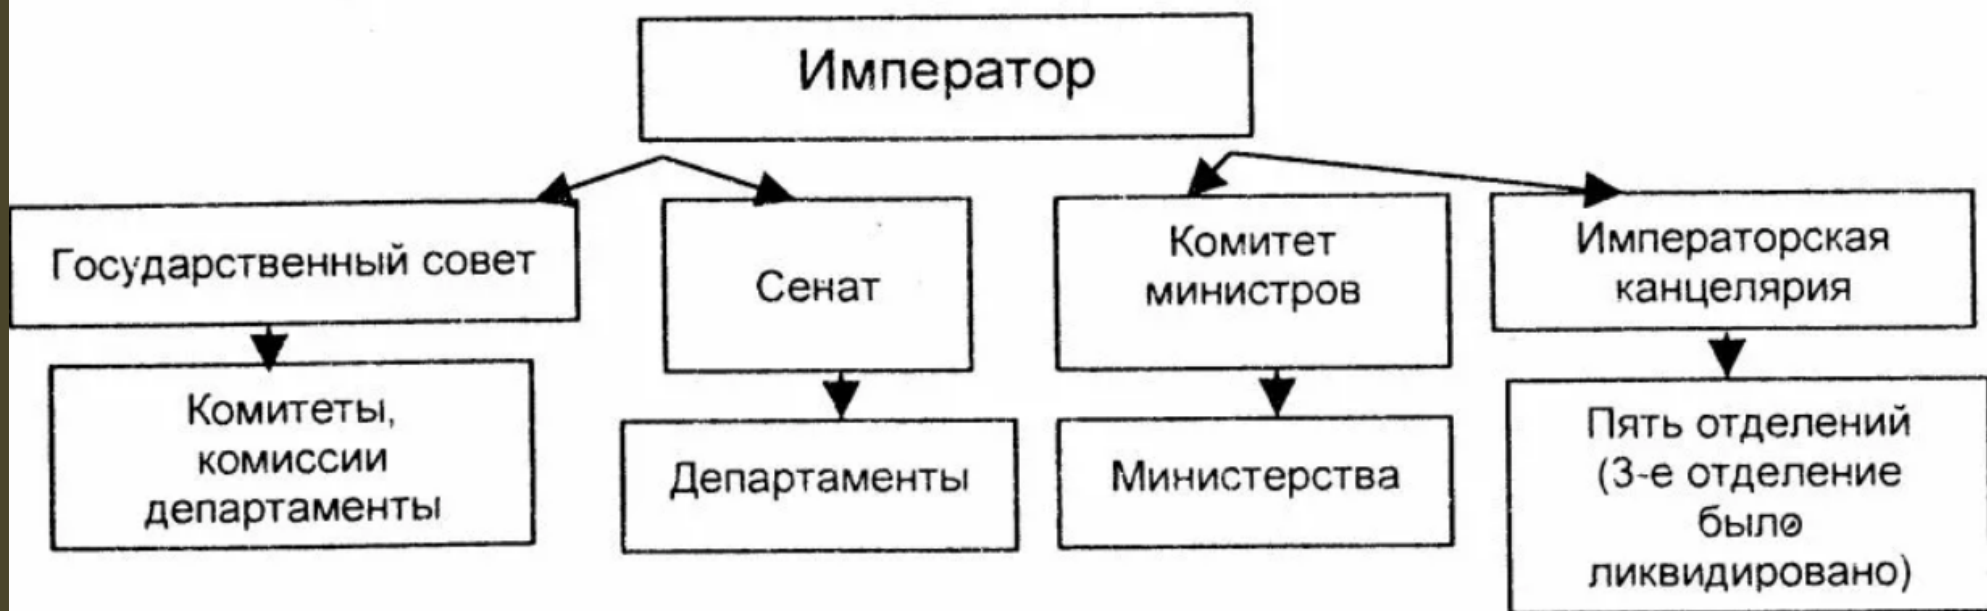 Император
Государственный совет
Сенат
Комитет
министров
Императорская
канцелярия
Комитеты,
комиссии
департаменты
Департаменты
Министерства
Пять отделений
(3-е отделение
было
ликвидировано)